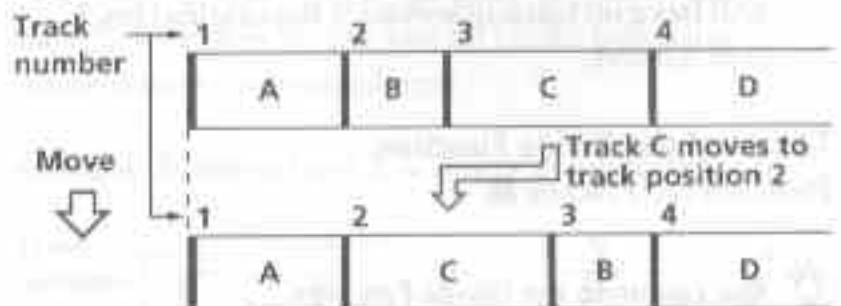 Track number
1 2 3 4
A B C D
Move
Track C moves to
track position 2
1 2 3 4
A C B D